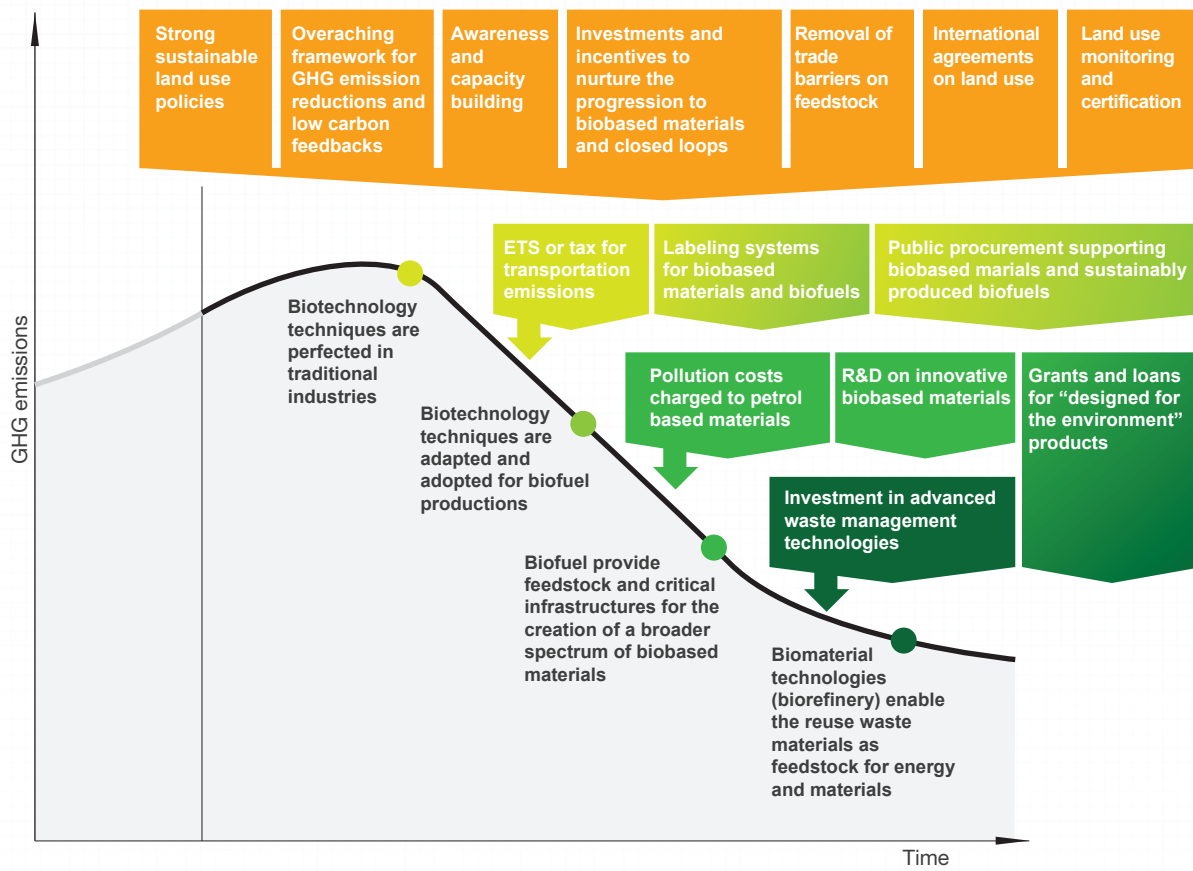 Strong
sustainable
land use
policies
Overaching
framework for
GHG emission
reductions and
low carbon
feedbacks
Awareness
and
capacity
building
Investments and
incentives to
nurture the
progression to
biobased materials
and closed loops
Removal of
trade
barriers on
feedstock
International
agreements
on land use
Land use
monitoring
and
certification
ETS or tax for
transportation
emissions
Labeling systems
for biobased
materials and biofuels
Public procurement supporting
biobased marials and sustainably
produced biofuels
Biotechnology
techniques are
perfected in
traditional
industries
Pollution costs
charged to petrol
based materials
R&D on innovative
biobased materials
Grants and loans
for “designed for
the environment”
products
Biotechnology
techniques are
adapted and
adopted for biofuel
productions
Investment in advanced
waste management
technologies
Biofuel provide
feedstock and critical
infrastructures for the
creation of a broader
spectrum of biobased
materials
Biomaterial
technologies
(biorefinery) enable
the reuse waste
materials as
feedstock for energy
and materials
GHG emissions
Time